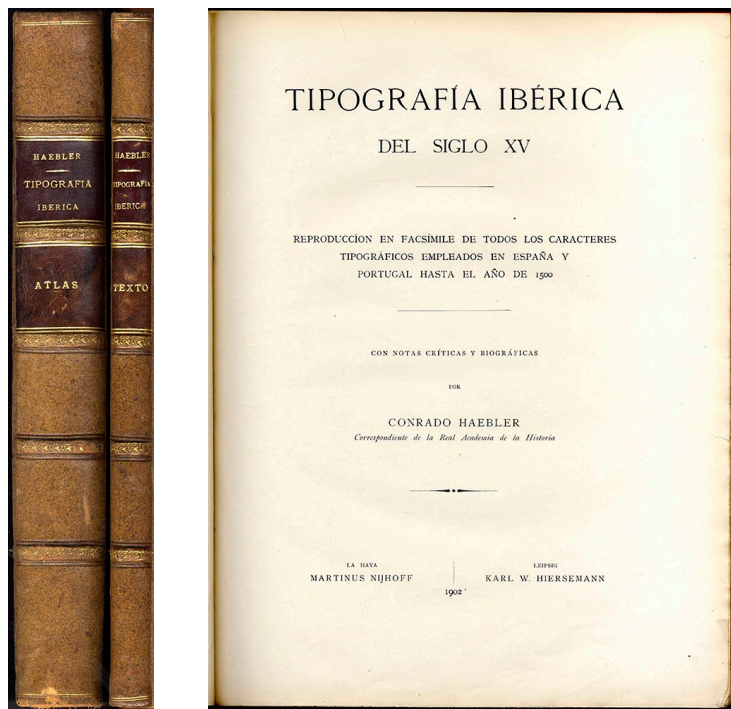 HAEBLER
TIPOGRAFIA
IBERICA
ATLAS
HAEBLER
TIPOGRAFIA
IBERICA
TEXTO
TIPOGRAFÍA IBÉRICA
DEL SIGLO XV
REPRODUCCÍON EN FACSÍMILE DE TODOS LOS CARACTERES
TIPOGRÁFICOS EMPLEADOS EN ESPAÑA Y
PORTUGAL HASTA EL AÑO DE 1500
CON NOTAS CRÍTICAS Y BIOGRÁFICAS
POR
CONRADO HAEBLER
Correspondiente de la Real Academia de la Historia
LA HAYA
MARTINUS NIJHOFF
LEIPSIG
KARL W. HIERSEMANN
1902